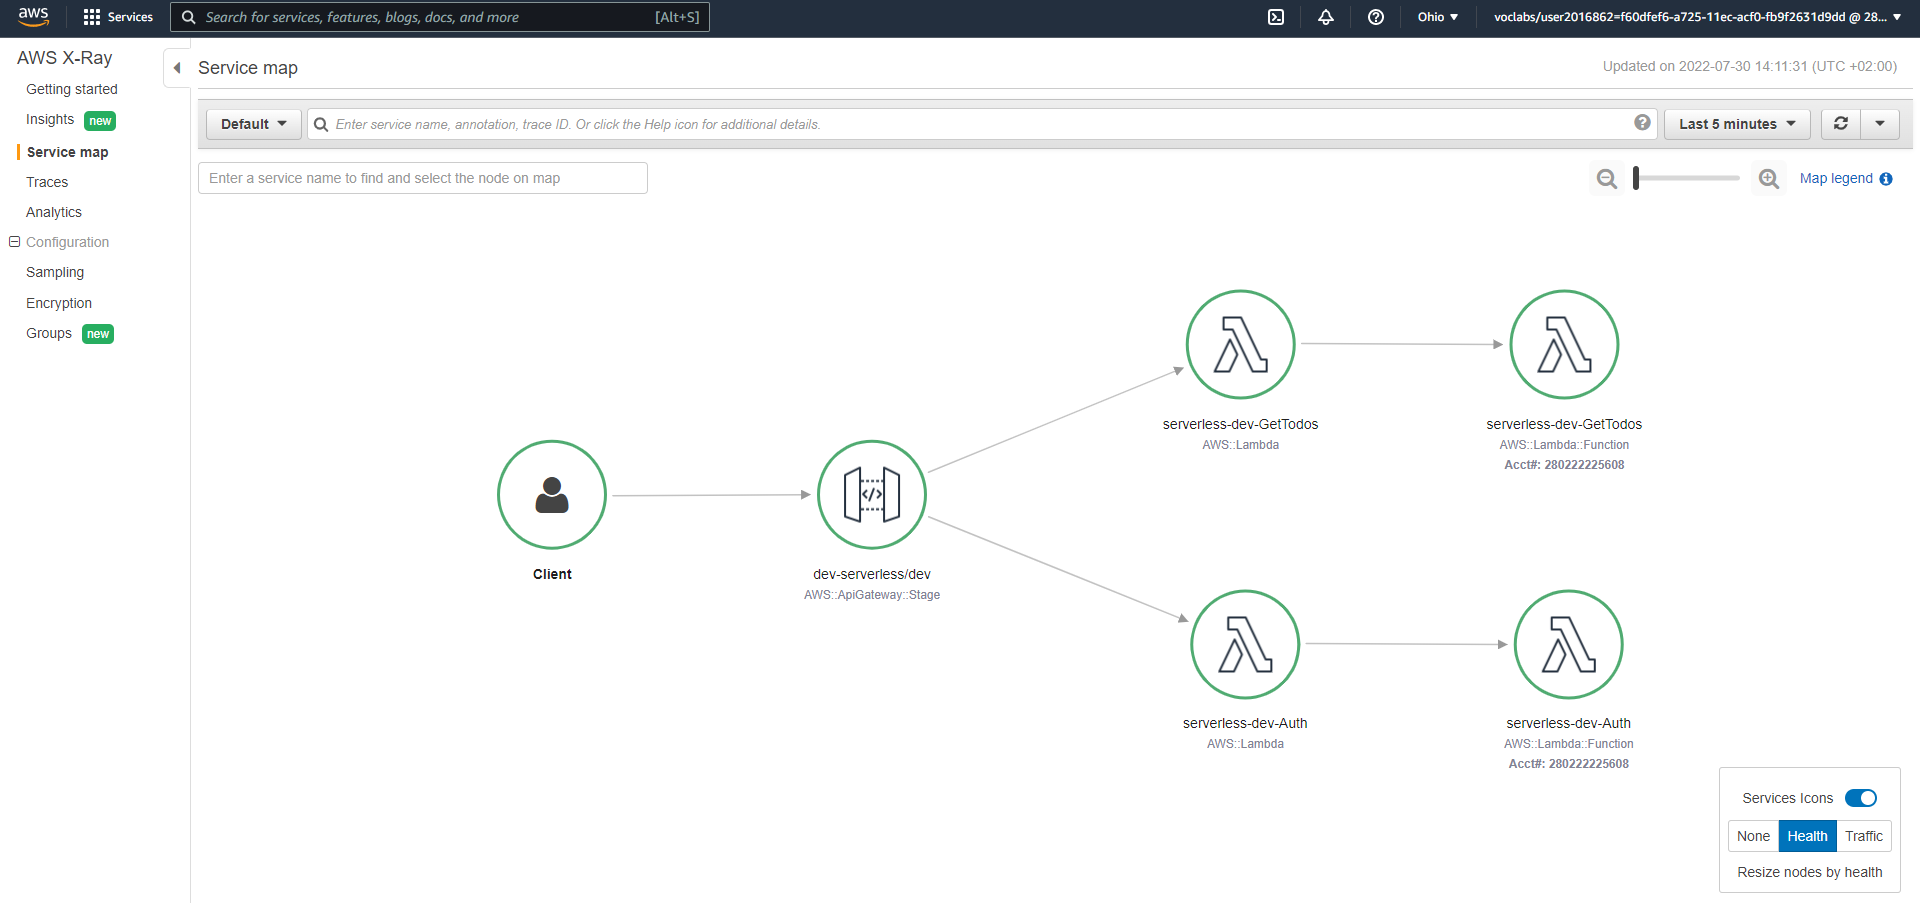 aws Services Search for services, features, blogs, docs, and more [Alt+S] Ohio voclabs/user2016862=f60dfef6-a725-11ec-acf0-fb9f2631d9dd @ 28...
AWS X-Ray
Getting started
Insights new
Service map
Traces
Analytics
Configuration
Sampling
Encryption
Groups new
Service map
Updated on 2022-07-30 14:11:31 (UTC +02:00)
Default Enter service name, annotation, trace ID. Or click the Help icon for additional details. Last 5 minutes
Enter a service name to find and select the node on map
Map legend
Client
dev-serverless/dev
AWS::ApiGateway::Stage
serverless-dev-GetTodos
AWS::Lambda
serverless-dev-GetTodos
AWS::Lambda::Function
Acct#: 280222225608
serverless-dev-Auth
AWS::Lambda
serverless-dev-Auth
AWS::Lambda::Function
Acct#: 280222225608
Services Icons
None Health Traffic
Resize nodes by health